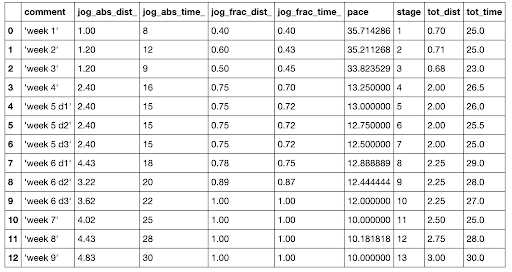 comment jog_abs_dist_ jog_abs_time_ jog_frac_dist_ jog_frac_time_ pace stage tot_dist tot_time
0 'week 1' 1.00 8 0.40 0.40 35.714286 1 0.70 25.0
1 'week 2' 1.20 12 0.60 0.43 35.211268 2 0.71 25.0
2 'week 3' 1.20 9 0.50 0.45 33.823529 3 0.68 23.0
3 'week 4' 2.40 16 0.75 0.70 13.250000 4 2.00 26.5
4 'week 5 d1' 2.40 15 0.75 0.72 13.000000 5 2.00 26.0
5 'week 5 d2' 2.40 15 0.75 0.72 12.750000 6 2.00 25.5
6 'week 5 d3' 2.40 15 0.75 0.72 12.500000 7 2.00 25.0
7 'week 6 d1' 4.43 18 0.78 0.75 12.888889 8 2.25 29.0
8 'week 6 d2' 3.22 20 0.89 0.87 12.444444 9 2.25 28.0
9 'week 6 d3' 3.62 22 1.00 1.00 12.000000 10 2.25 27.0
10 'week 7' 4.02 25 1.00 1.00 10.000000 11 2.50 25.0
11 'week 8' 4.43 28 1.00 1.00 10.181818 12 2.75 28.0
12 'week 9' 4.83 30 1.00 1.00 10.000000 13 3.00 30.0